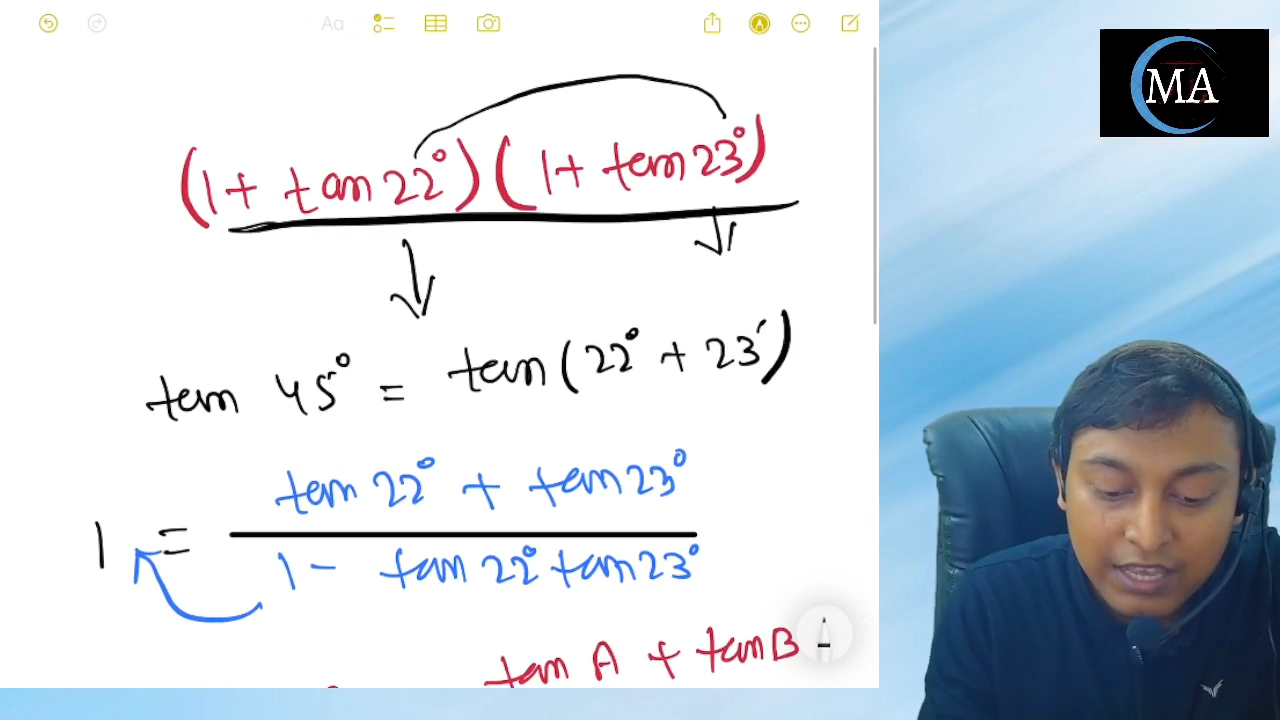 Aa
MA
(1 + tan 22°) (1 + tan 23°)
tan 45° = tan (22° + 23°)
tan 22° + tan 23°
1 = 
1 - tan 22° tan 23°
tan A + tan B